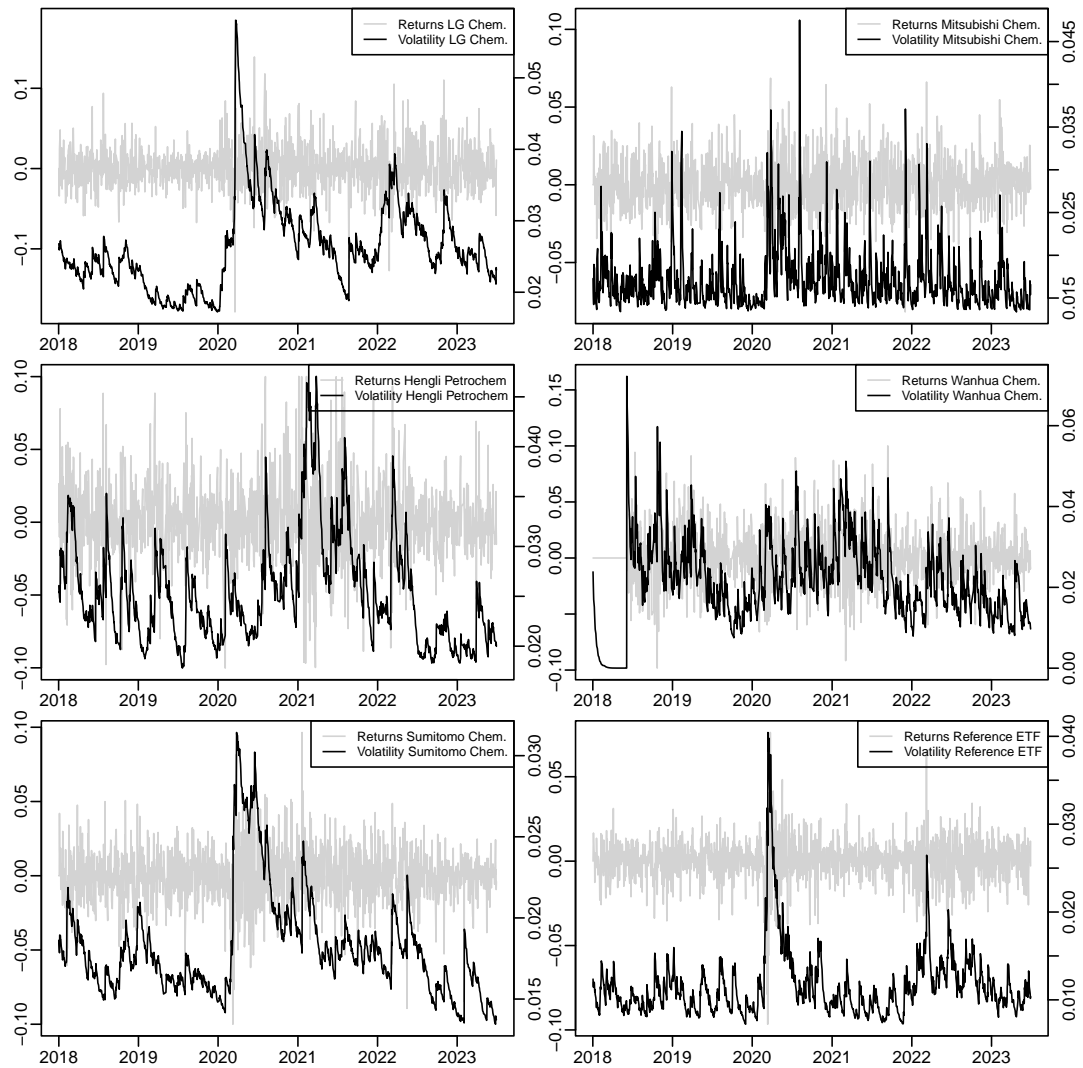 Returns LG Chem.
Volatility LG Chem.
0.1
0.0
−0.1
0.05
0.04
0.03
0.02
2018 2019 2020 2021 2022 2023
Returns Mitsubishi Chem.
Volatility Mitsubishi Chem.
0.10
0.05
0.00
−0.05
0.045
0.035
0.025
0.015
2018 2019 2020 2021 2022 2023
Returns Hengli Petrochem
Volatility Hengli Petrochem
0.10
0.05
0.00
−0.05
−0.10
0.040
0.030
0.020
2018 2019 2020 2021 2022 2023
Returns Wanhua Chem.
Volatility Wanhua Chem.
0.15
0.10
0.05
0.00
−0.10
0.06
0.04
0.02
0.00
2018 2019 2020 2021 2022 2023
Returns Sumitomo Chem.
Volatility Sumitomo Chem.
0.10
0.05
0.00
−0.05
−0.10
0.030
0.025
0.020
0.015
2018 2019 2020 2021 2022 2023
Returns Reference ETF
Volatility Reference ETF
0.05
0.00
−0.05
−0.10
0.040
0.030
0.020
0.010
2018 2019 2020 2021 2022 2023